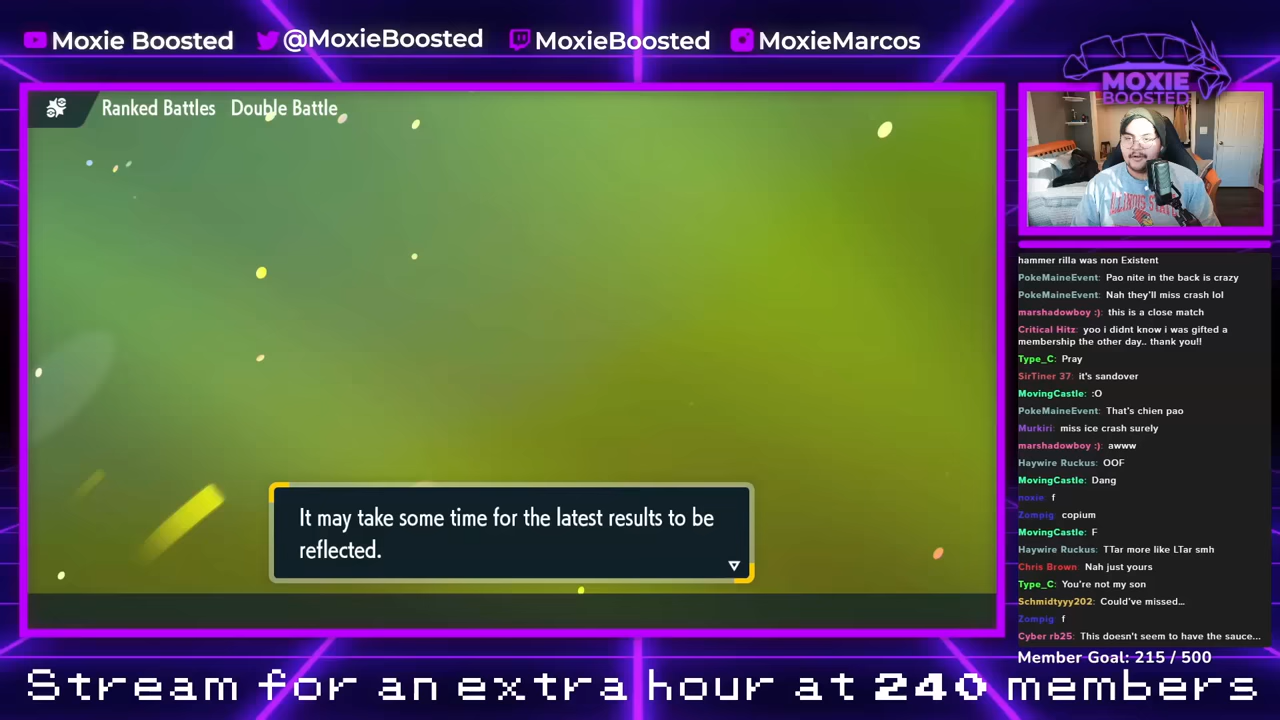 Moxie Boosted @MoxieBoosted MoxieBoosted MoxieMarcos
MOXIE
BOOSTED
Ranked Battles Double Battle
ILLINOIS STATE
hammer rilla was non Existent
PokeMaineEvent: Pao nite in the back is crazy
PokeMaineEvent: Nah they'll miss crash lol
marshadowboy :): this is a close match
Critical Hitz: yoo i didnt know i was gifted a
membership the other day.. thank you!!
Type_C: Pray
SirTiner 37: it's sandover
MovingCastle: :O
PokeMaineEvent: That's chien pao
Murkiri: miss ice crash surely
marshadowboy :): awww
Haywire Ruckus: OOF
MovingCastle: Dang
noxie: f
Zompig: copium
MovingCastle: F
Haywire Ruckus: TTar more like LTar smh
Chris Brown: Nah just yours
Type_C: You're not my son
Schmidtyyy202: Could've missed...
Zompig: f
Cyber rb25: This doesn't seem to have the sauce...
It may take some time for the latest results to be
reflected.
Member Goal: 215 / 500
Stream for an extra hour at 240 members